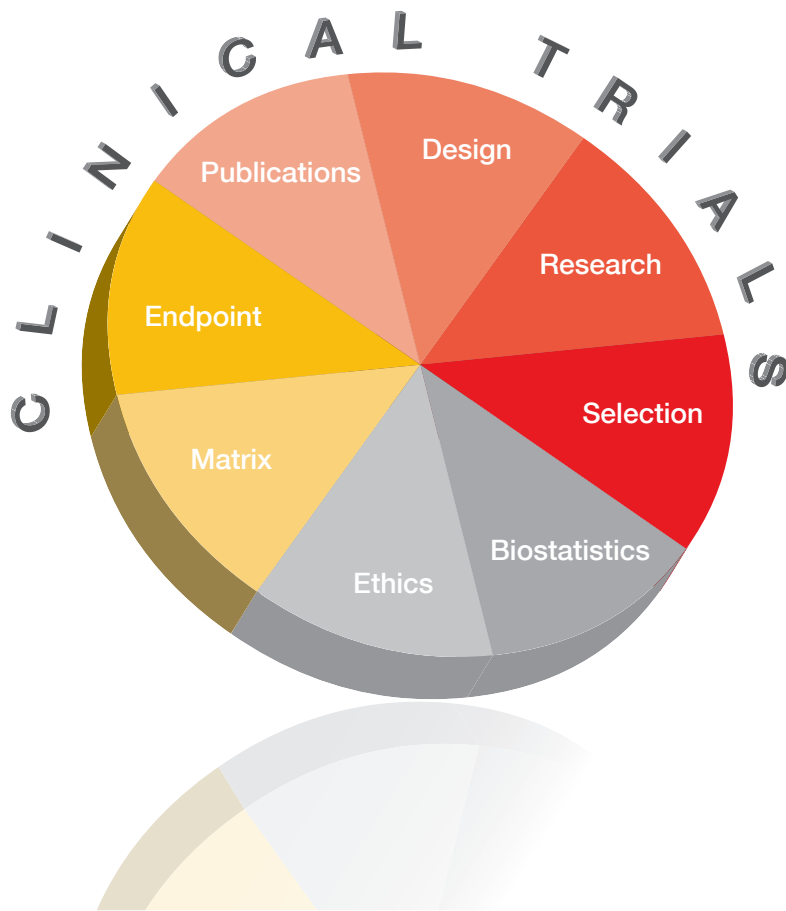 CLINICAL TRIALS
Publications
Design
Research
Endpoint
Selection
Matrix
Biostatistics
Ethics